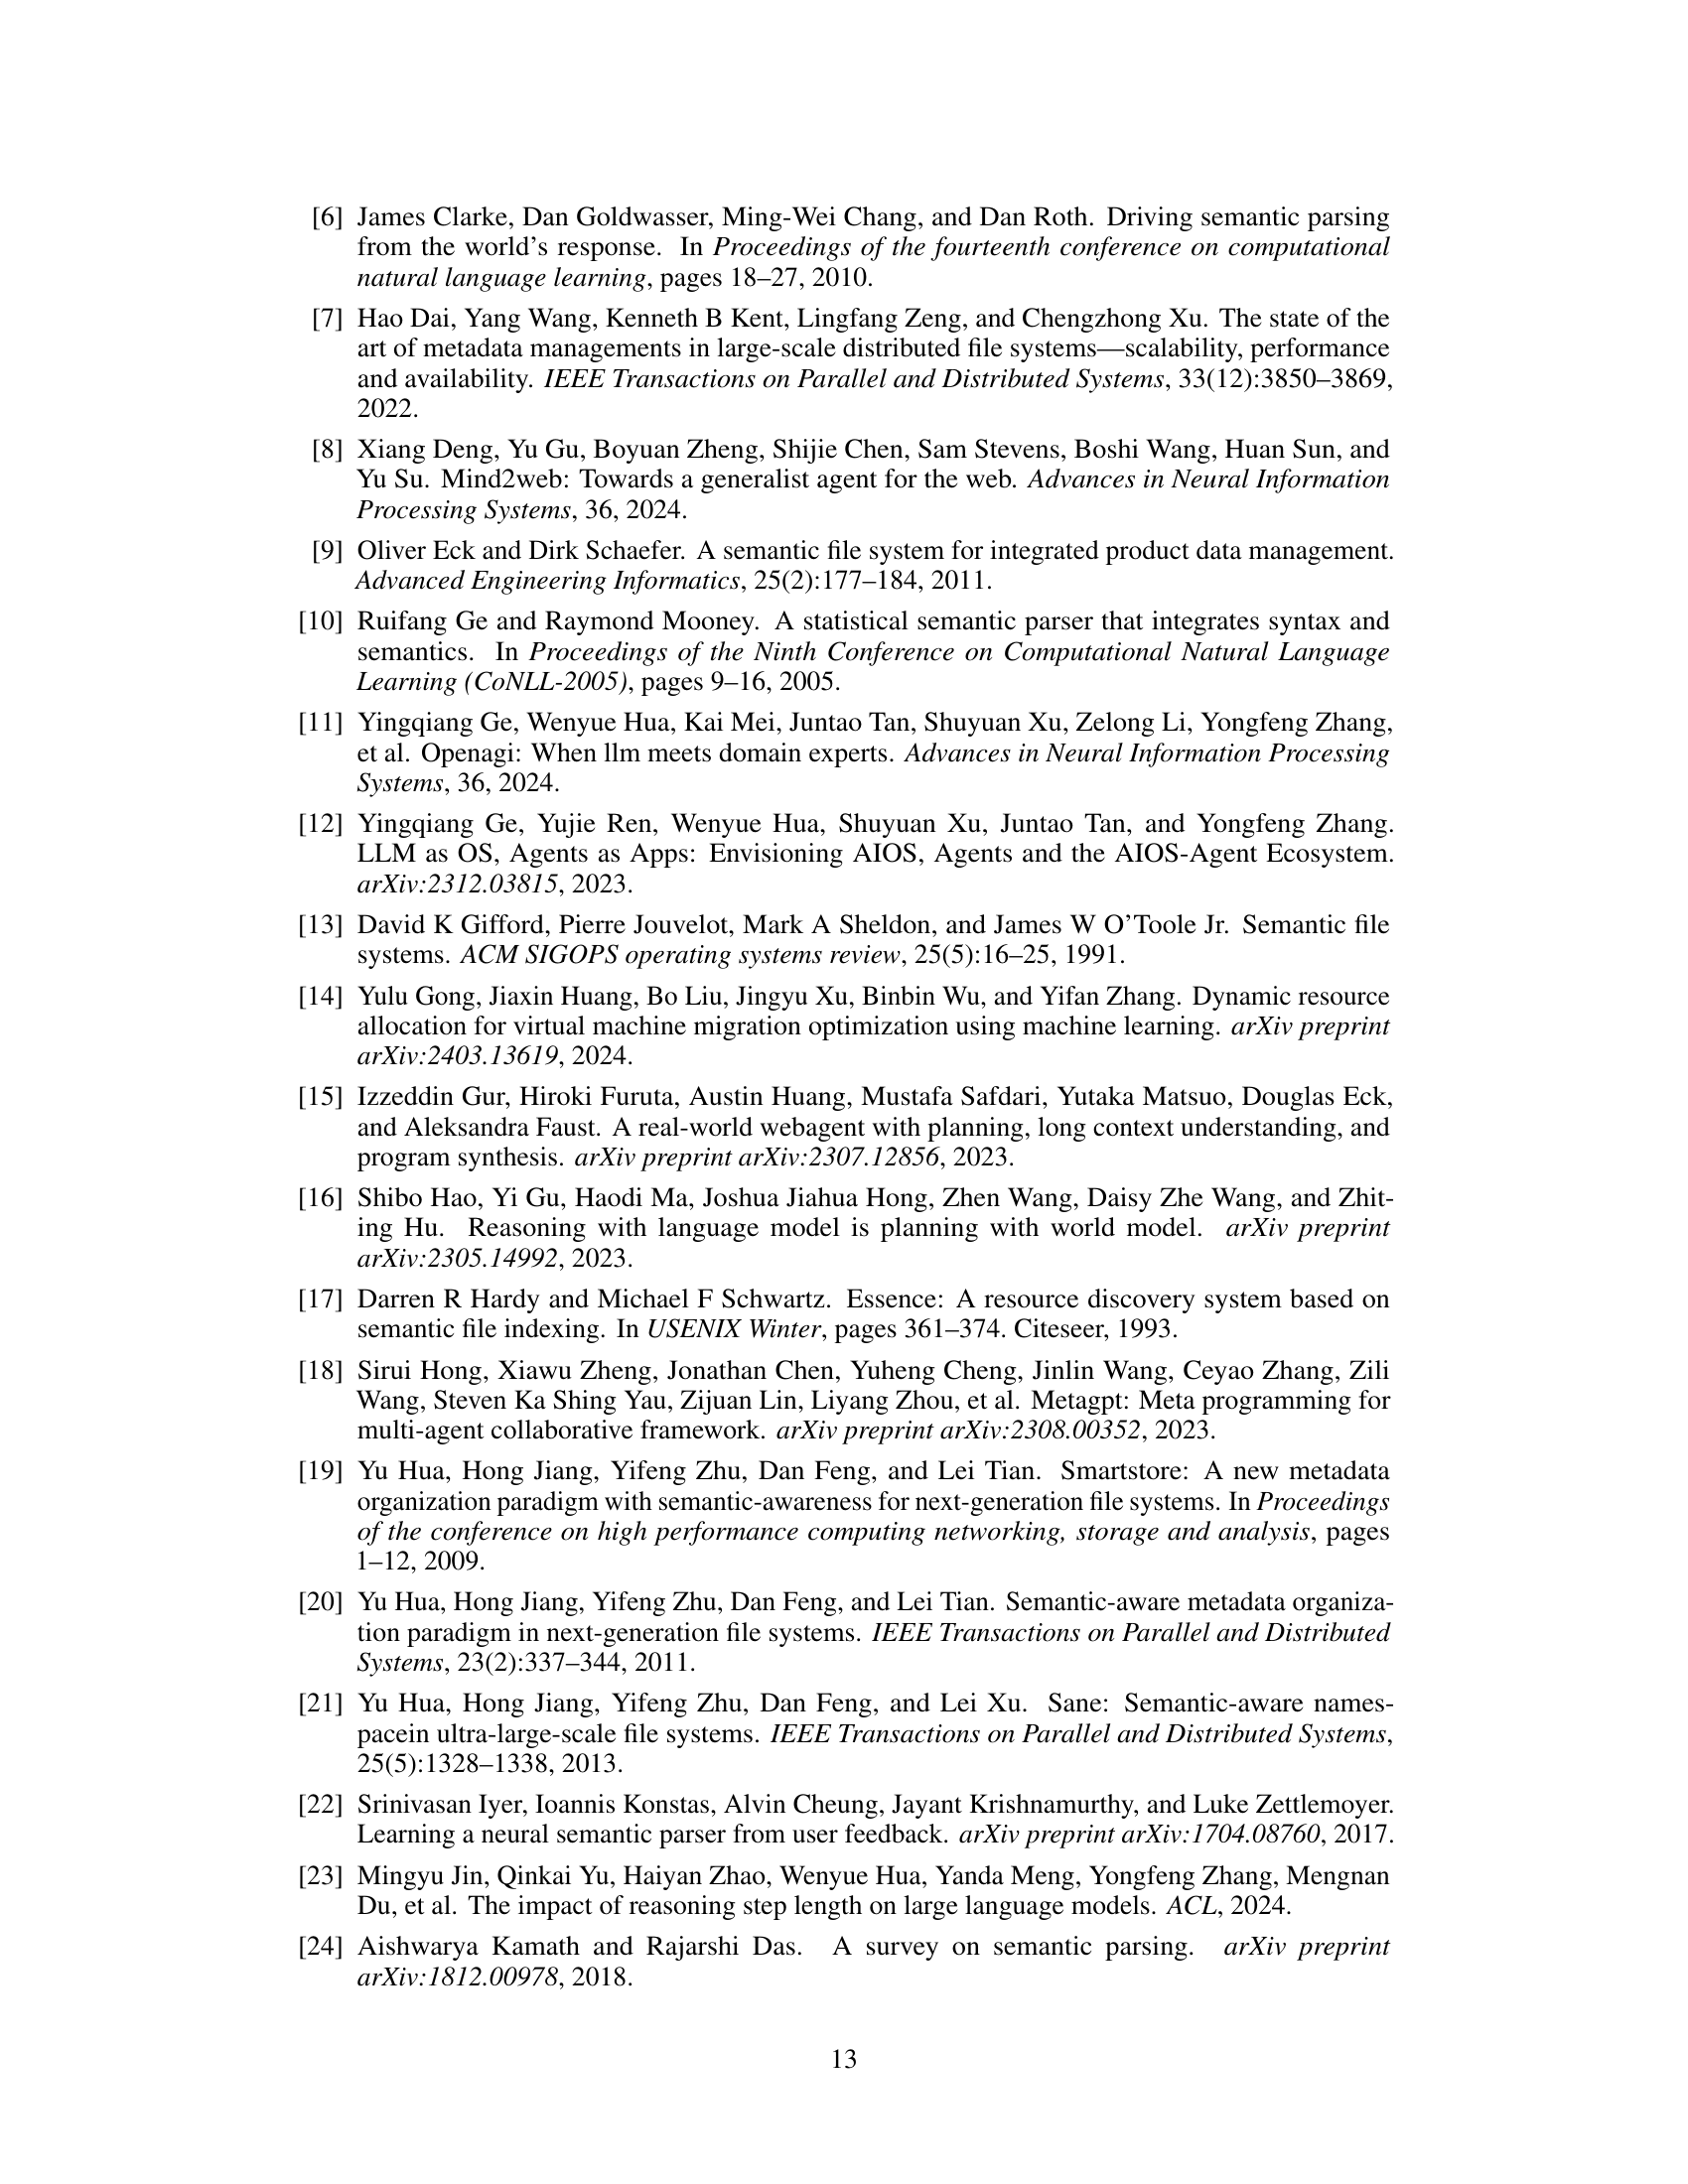 [6] James Clarke, Dan Goldwasser, Ming-Wei Chang, and Dan Roth. Driving semantic parsing
from the world’s response. In Proceedings of the fourteenth conference on computational
natural language learning, pages 18–27, 2010.
[7] Hao Dai, Yang Wang, Kenneth B Kent, Lingfang Zeng, and Chengzhong Xu. The state of the
art of metadata managements in large-scale distributed file systems—scalability, performance
and availability. IEEE Transactions on Parallel and Distributed Systems, 33(12):3850–3869,
2022.
[8] Xiang Deng, Yu Gu, Boyuan Zheng, Shijie Chen, Sam Stevens, Boshi Wang, Huan Sun, and
Yu Su. Mind2web: Towards a generalist agent for the web. Advances in Neural Information
Processing Systems, 36, 2024.
[9] Oliver Eck and Dirk Schaefer. A semantic file system for integrated product data management.
Advanced Engineering Informatics, 25(2):177–184, 2011.
[10] Ruifang Ge and Raymond Mooney. A statistical semantic parser that integrates syntax and
semantics. In Proceedings of the Ninth Conference on Computational Natural Language
Learning (CoNLL-2005), pages 9–16, 2005.
[11] Yingqiang Ge, Wenyue Hua, Kai Mei, Juntao Tan, Shuyuan Xu, Zelong Li, Yongfeng Zhang,
et al. Openagi: When llm meets domain experts. Advances in Neural Information Processing
Systems, 36, 2024.
[12] Yingqiang Ge, Yujie Ren, Wenyue Hua, Shuyuan Xu, Juntao Tan, and Yongfeng Zhang.
LLM as OS, Agents as Apps: Envisioning AIOS, Agents and the AIOS-Agent Ecosystem.
arXiv:2312.03815, 2023.
[13] David K Gifford, Pierre Jouvelot, Mark A Sheldon, and James W O’Toole Jr. Semantic file
systems. ACM SIGOPS operating systems review, 25(5):16–25, 1991.
[14] Yulu Gong, Jiaxin Huang, Bo Liu, Jingyu Xu, Binbin Wu, and Yifan Zhang. Dynamic resource
allocation for virtual machine migration optimization using machine learning. arXiv preprint
arXiv:2403.13619, 2024.
[15] Izzeddin Gur, Hiroki Furuta, Austin Huang, Mustafa Safdari, Yutaka Matsuo, Douglas Eck,
and Aleksandra Faust. A real-world webagent with planning, long context understanding, and
program synthesis. arXiv preprint arXiv:2307.12856, 2023.
[16] Shibo Hao, Yi Gu, Haodi Ma, Joshua Jiahua Hong, Zhen Wang, Daisy Zhe Wang, and Zhit-
ing Hu. Reasoning with language model is planning with world model. arXiv preprint
arXiv:2305.14992, 2023.
[17] Darren R Hardy and Michael F Schwartz. Essence: A resource discovery system based on
semantic file indexing. In USENIX Winter, pages 361–374. Citeseer, 1993.
[18] Sirui Hong, Xiawu Zheng, Jonathan Chen, Yuheng Cheng, Jinlin Wang, Ceyao Zhang, Zili
Wang, Steven Ka Shing Yau, Zijuan Lin, Liyang Zhou, et al. Metagpt: Meta programming for
multi-agent collaborative framework. arXiv preprint arXiv:2308.00352, 2023.
[19] Yu Hua, Hong Jiang, Yifeng Zhu, Dan Feng, and Lei Tian. Smartstore: A new metadata
organization paradigm with semantic-awareness for next-generation file systems. In Proceedings
of the conference on high performance computing networking, storage and analysis, pages
1–12, 2009.
[20] Yu Hua, Hong Jiang, Yifeng Zhu, Dan Feng, and Lei Tian. Semantic-aware metadata organiza-
tion paradigm in next-generation file systems. IEEE Transactions on Parallel and Distributed
Systems, 23(2):337–344, 2011.
[21] Yu Hua, Hong Jiang, Yifeng Zhu, Dan Feng, and Lei Xu. Sane: Semantic-aware names-
pacein ultra-large-scale file systems. IEEE Transactions on Parallel and Distributed Systems,
25(5):1328–1338, 2013.
[22] Srinivasan Iyer, Ioannis Konstas, Alvin Cheung, Jayant Krishnamurthy, and Luke Zettlemoyer.
Learning a neural semantic parser from user feedback. arXiv preprint arXiv:1704.08760, 2017.
[23] Mingyu Jin, Qinkai Yu, Haiyan Zhao, Wenyue Hua, Yanda Meng, Yongfeng Zhang, Mengnan
Du, et al. The impact of reasoning step length on large language models. ACL, 2024.
[24] Aishwarya Kamath and Rajarshi Das. A survey on semantic parsing. arXiv preprint
arXiv:1812.00978, 2018.
13